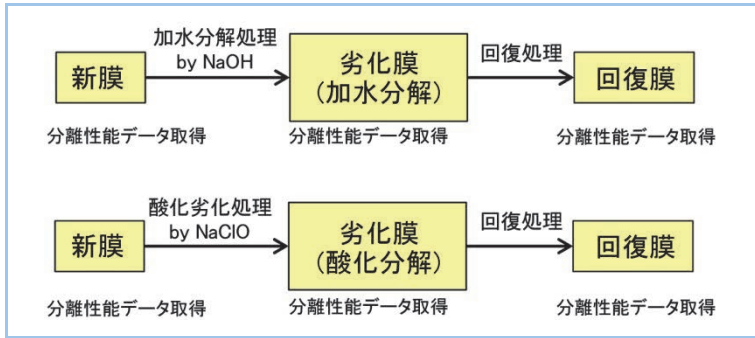 加水分解処理
by NaOH
新膜
劣化膜
(加水分解)
回復処理
回復膜
分離性能データ取得
分離性能データ取得
分離性能データ取得
酸化劣化処理
by NaClO
新膜
劣化膜
(酸化分解)
回復処理
回復膜
分離性能データ取得
分離性能データ取得
分離性能データ取得